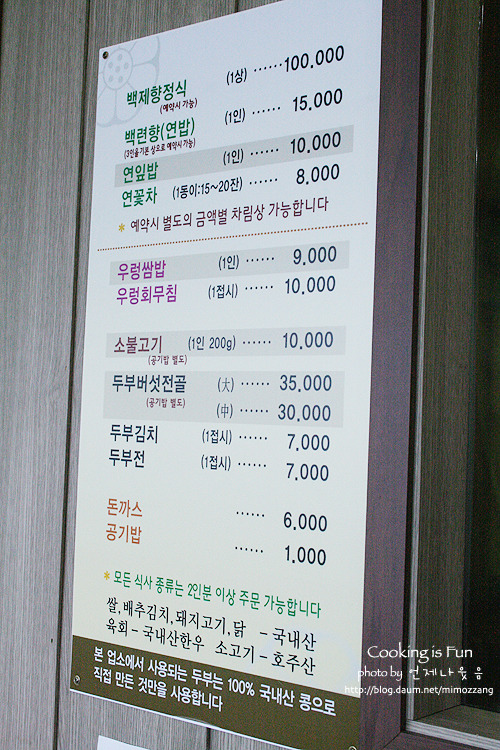 백제향정식 (1상) ······100.000
(예약시 가능)
백련향(연밥) (1인) ······ 15.000
(3인을 기본 상으로 예약시 가능)
연잎밥 (1인) ······ 10.000
연꽃차 (1동이:15~20잔) ······ 8.000
* 예약시 별도의 금액별 차림상 가능합니다
우렁쌈밥 (1인) ······ 9.000
우렁회무침 (1접시) ······ 10.000
소불고기 (1인 200g) ······ 10.000
(공기밥 별도)
두부버섯전골 (大) ······ 35.000
(공기밥 별도) (中) ······ 30.000
두부김치 (1접시) ······ 7.000
두부전 (1접시) ······ 7.000
돈까스 ······ 6.000
공기밥 ······ 1.000
* 모든 식사 종류는 2인분 이상 주문 가능합니다
쌀, 배추김치, 돼지고기, 닭 - 국내산
육회 - 국내산한우 소고기 - 호주산
본 업소에서 사용되는 두부는 100% 국내산 콩으로
직접 만든 것만을 사용합니다
Cooking is Fun
photo by 언제나웃음
http://blog.daum.net/mimozzang